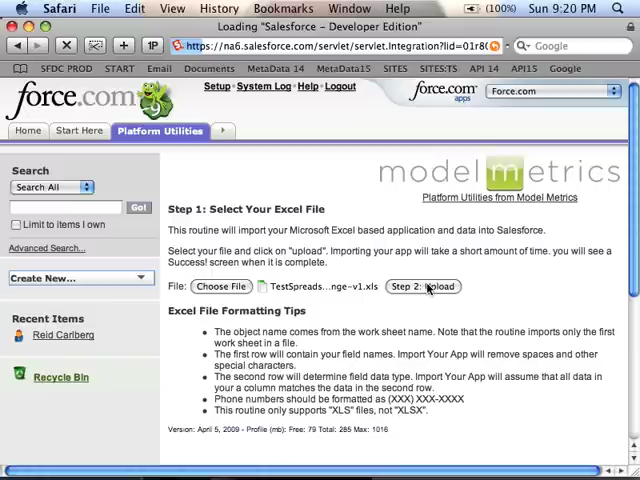 Safari File Edit View History Bookmarks Window Help (100%) Sun 9:20 PM
Loading "Salesforce - Developer Edition"
1P https://na6.salesforce.com/servlet/servlet.Integration?lid=01r80 Google
SFDC PROD START Email Documents MetaData 14 MetaData15 SITES SITES:TS API 14 API15 Google
force.com 9 Setup System Log Help Logout force.com apps Force.com
Home Start Here Platform Utilities
Search
Search All
Go!
Limit to items I own
Advanced Search...
Create New...
Recent Items
Reid Carlberg
Recycle Bin
model m etrics
Platform Utilities from Model Metrics
Step 1: Select Your Excel File
This routine will import your Microsoft Excel based application and data into Salesforce.
Select your file and click on "upload". Importing your app will take a short amount of time. you will see a
Success! screen when it is complete.
File: Choose File TestSpreads...nge-v1.xls Step 2: Upload
Excel File Formatting Tips
• The object name comes from the work sheet name. Note that the routine imports only the first
work sheet in a file.
• The first row will contain your field names. Import Your App will remove spaces and other
special characters.
• The second row will determine field data type. Import Your App will assume that all data in
a column matches the data in the second row.
• Phone numbers should be formatted as (XXX) XXX-XXXX
• This routine only supports "XLS" files, not "XLSX".
Version: April 5, 2009 - Profile (mb): Free: 79 Total: 285 Max: 1016